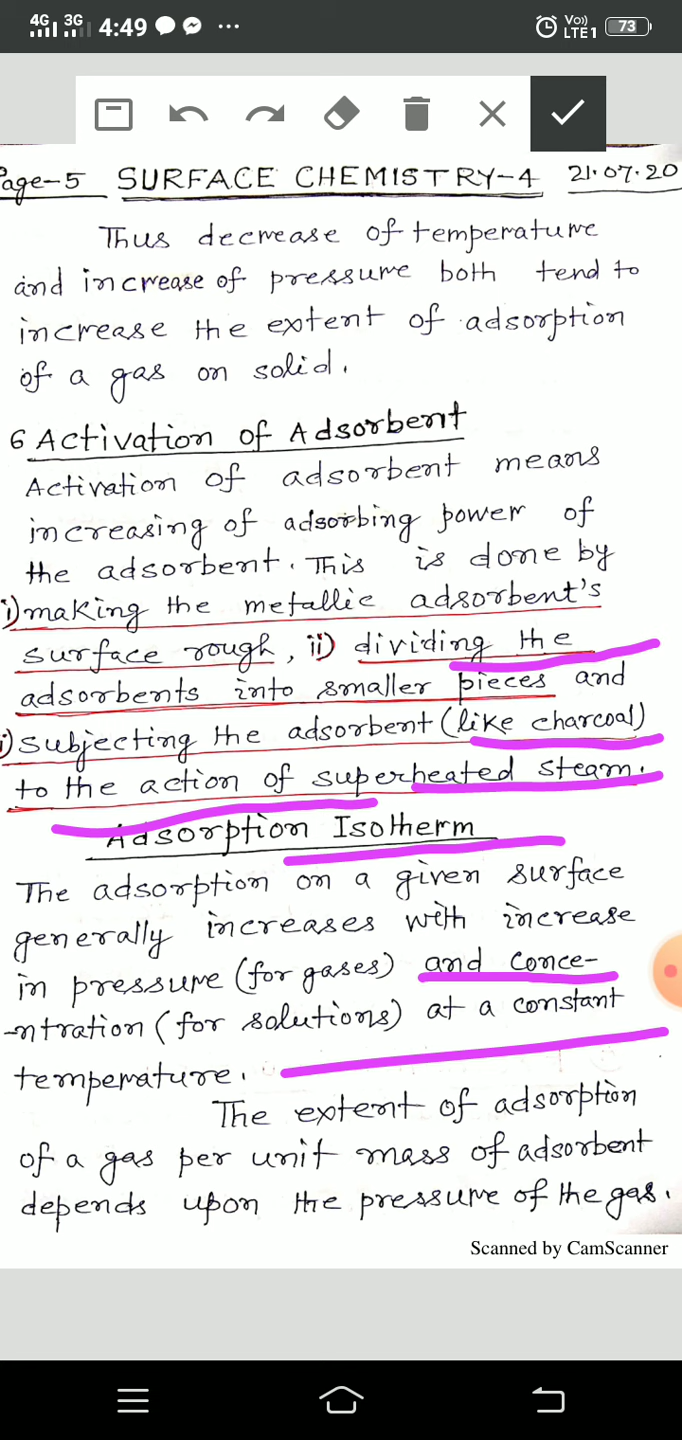 4G 3G 4:49 ... Vo)) LTE1 73
Page-5 SURFACE CHEMISTRY-4 21.07.20
Thus decrease of temperature
and increase of pressure both tend to
increase the extent of adsorption
of a gas on solid.
6 Activation of Adsorbent
Activation of adsorbent means
increasing of adsorbing power of
the adsorbent. This is done by
i) making the metallic adsorbent's
surface rough, ii) dividing the
adsorbents into smaller pieces and
i) subjecting the adsorbent (like charcoal)
to the action of superheated steam.
Adsorption Isotherm
The adsorption on a given surface
generally increases with increase
in pressure (for gases) and conce-
-ntration (for solutions) at a constant
temperature.
The extent of adsorption
of a gas per unit mass of adsorbent
depends upon the pressure of the gas.
Scanned by CamScanner